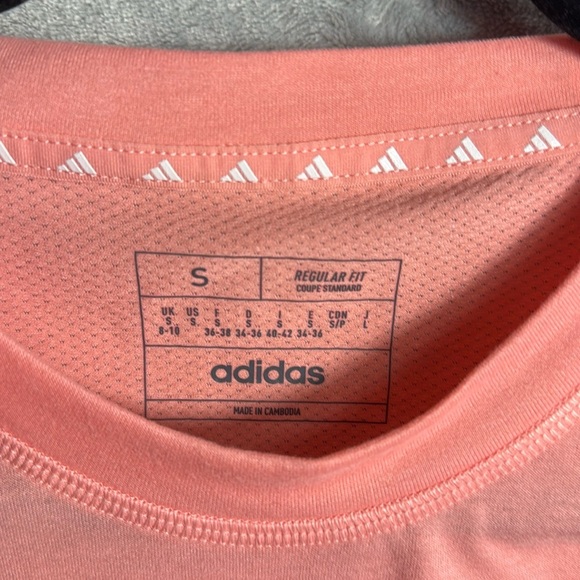 S
REGULAR FIT
COUPE STANDARD
UK US F D I E CDN J
S S S S S S S/P L
8-10 36-38 34-36 40-42 34-36
adidas
MADE IN CAMBODIA